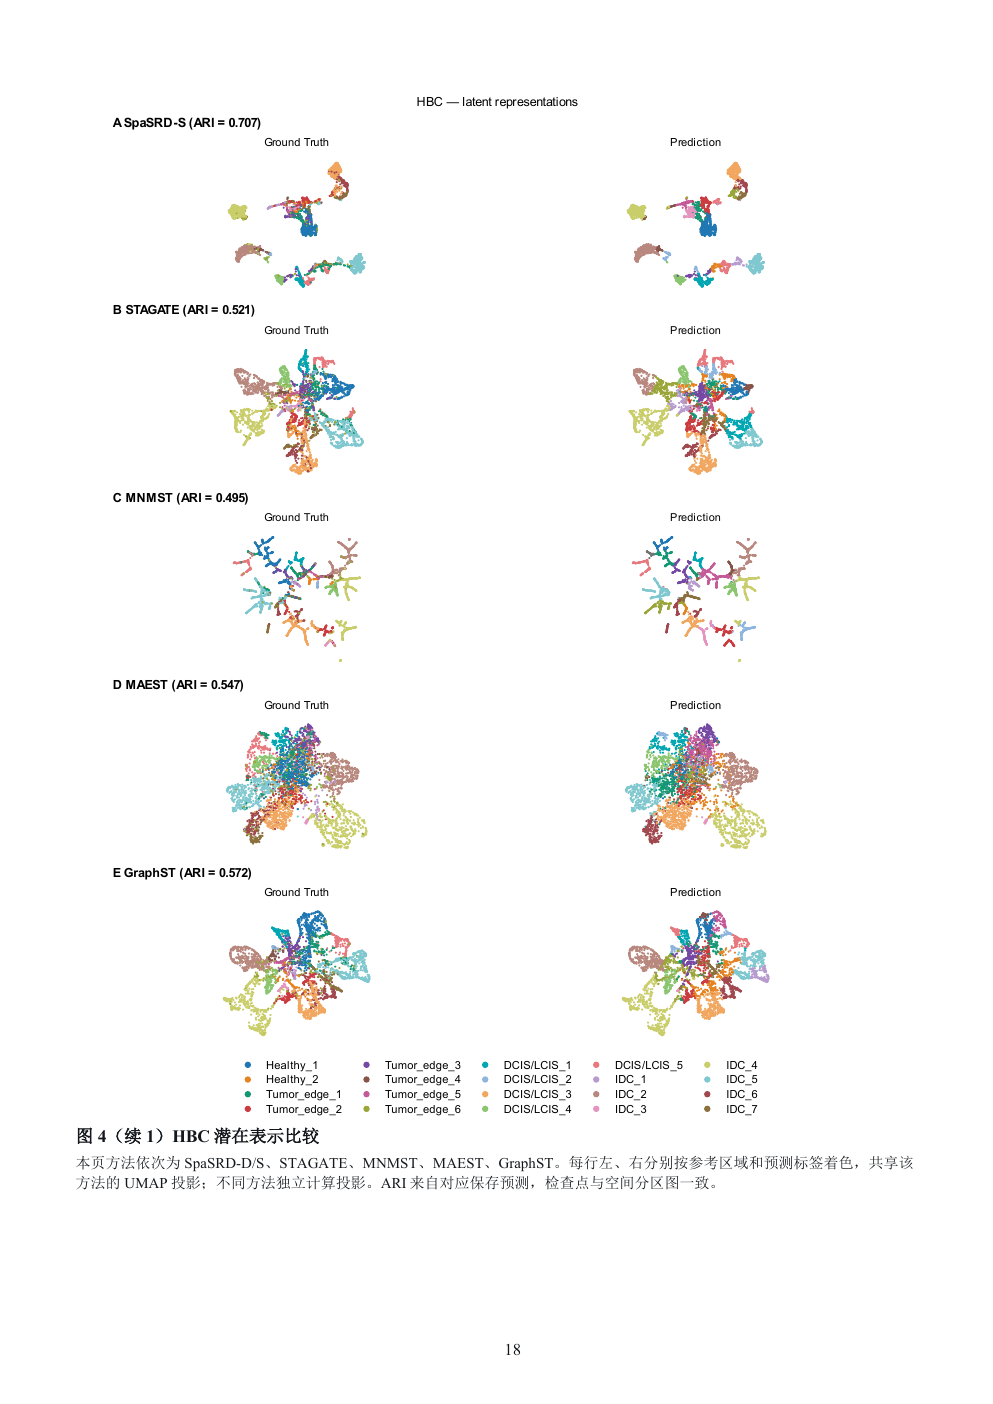 HBC — latent representations
A SpaSRD-S (ARI = 0.707)
Ground Truth
Prediction
B STAGATE (ARI = 0.521)
Ground Truth
Prediction
C MNMST (ARI = 0.495)
Ground Truth
Prediction
D MAEST (ARI = 0.547)
Ground Truth
Prediction
E GraphST (ARI = 0.572)
Ground Truth
Prediction
Healthy_1 Tumor_edge_3 DCIS/LCIS_1 DCIS/LCIS_5 IDC_4
Healthy_2 Tumor_edge_4 DCIS/LCIS_2 IDC_1 IDC_5
Tumor_edge_1 Tumor_edge_5 DCIS/LCIS_3 IDC_2 IDC_6
Tumor_edge_2 Tumor_edge_6 DCIS/LCIS_4 IDC_3 IDC_7
图 4（续 1）HBC 潜在表示比较
本页方法依次为 SpaSRD-D/S、STAGATE、MNMST、MAEST、GraphST。每行左、右分别按参考区域和预测标签着色，共享该
方法的 UMAP 投影；不同方法独立计算投影。ARI 来自对应保存预测，检查点与空间分区图一致。
18